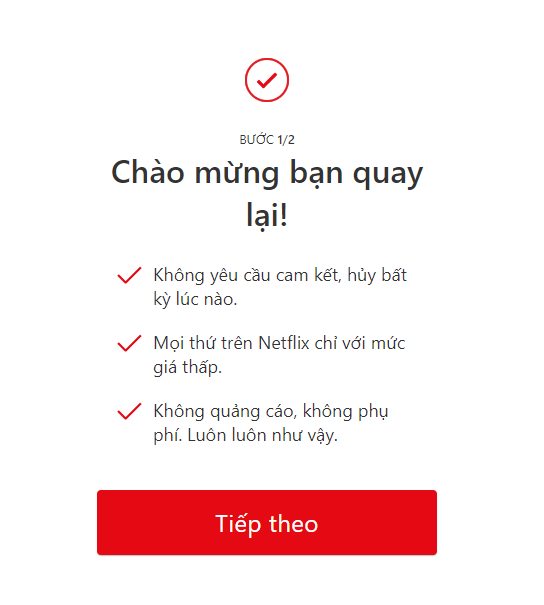 BƯỚC 1/2
Chào mừng bạn quay
lại!
Không yêu cầu cam kết, hủy bất
kỳ lúc nào.
Mọi thứ trên Netflix chỉ với mức
giá thấp.
Không quảng cáo, không phụ
phí. Luôn luôn như vậy.
Tiếp theo